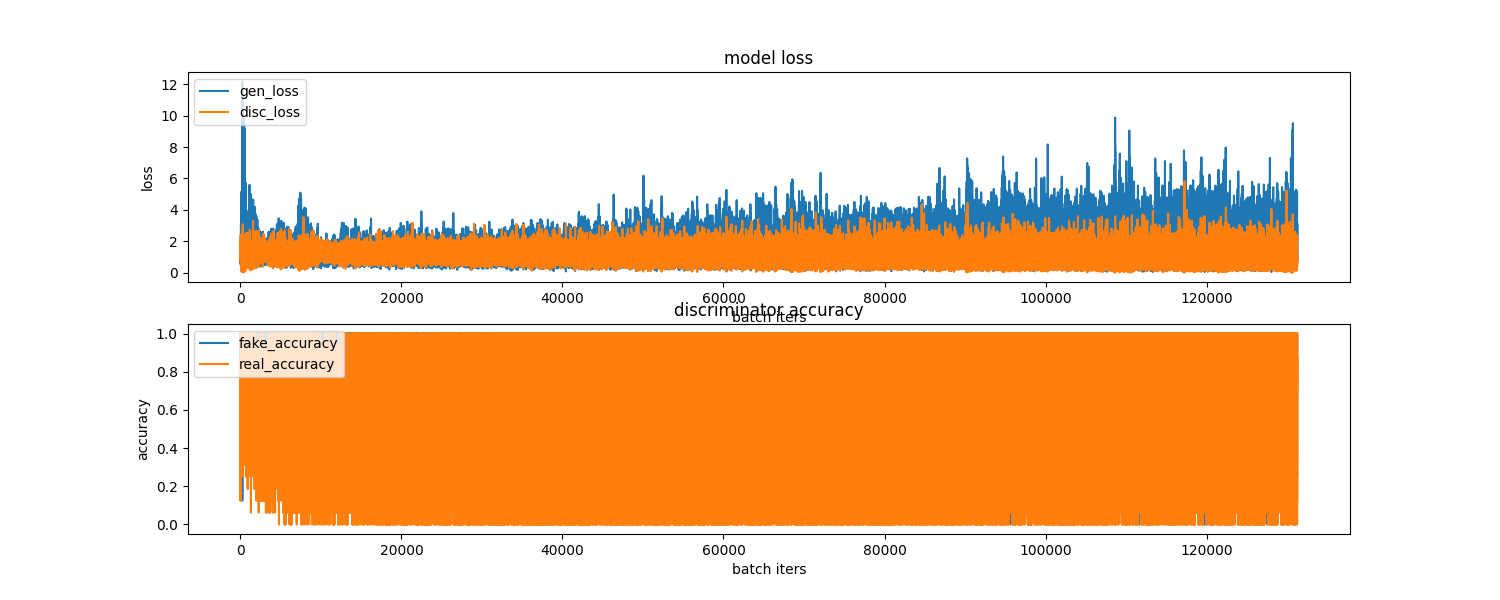 model loss
gen_loss
disc_loss
loss
12
10
8
6
4
2
0
0 20000 40000 60000 80000 100000 120000
batch iters
discriminator accuracy
fake_accuracy
real_accuracy
accuracy
1.0
0.8
0.6
0.4
0.2
0.0
0 20000 40000 60000 80000 100000 120000
batch iters